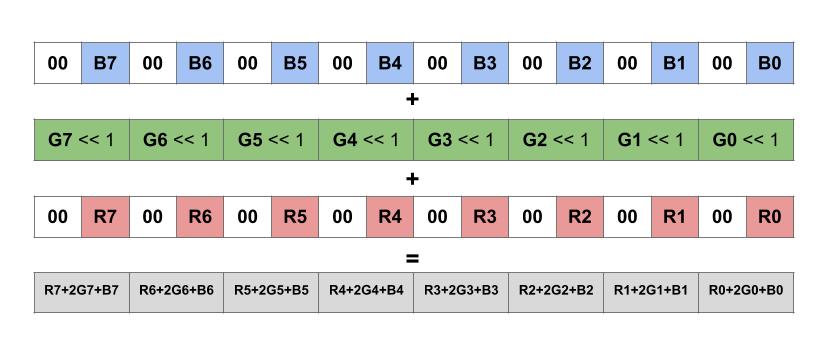 00 B7 00 B6 00 B5 00 B4 00 B3 00 B2 00 B1 00 B0
+
G7 << 1 G6 << 1 G5 << 1 G4 << 1 G3 << 1 G2 << 1 G1 << 1 G0 << 1
+
00 R7 00 R6 00 R5 00 R4 00 R3 00 R2 00 R1 00 R0
=
R7+2G7+B7 R6+2G6+B6 R5+2G5+B5 R4+2G4+B4 R3+2G3+B3 R2+2G2+B2 R1+2G1+B1 R0+2G0+B0